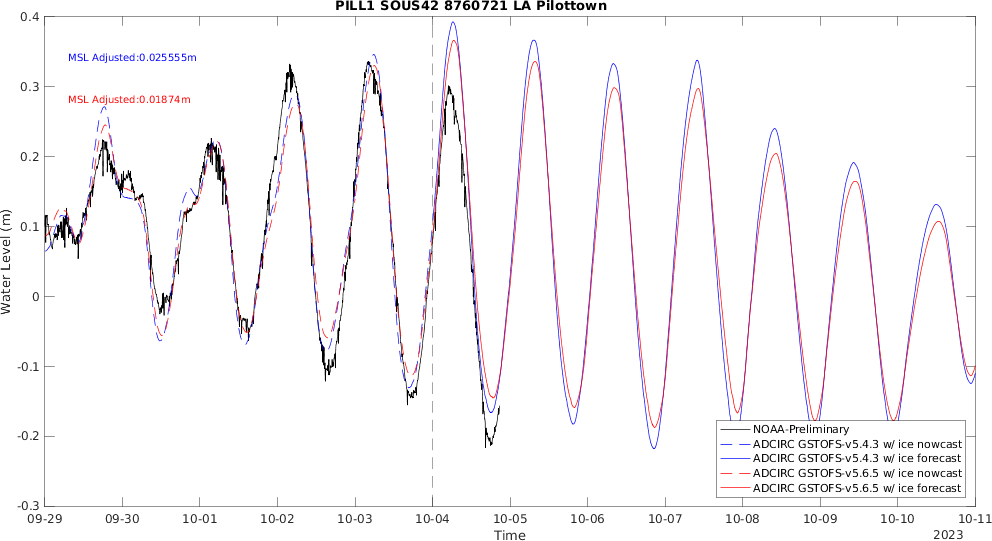 PILL1 SOUS42 8760721 LA Pilottown
MSL Adjusted:0.025555m
MSL Adjusted:0.01874m
Water Level (m)
0.4
0.3
0.2
0.1
0
-0.1
-0.2
-0.3
NOAA-Preliminary
ADCIRC GSTOFS-v5.4.3 w/ ice nowcast
ADCIRC GSTOFS-v5.4.3 w/ ice forecast
ADCIRC GSTOFS-v5.6.5 w/ ice nowcast
ADCIRC GSTOFS-v5.6.5 w/ ice forecast
09-29 09-30 10-01 10-02 10-03 10-04 10-05 10-06 10-07 10-08 10-09 10-10 10-11
Time
2023